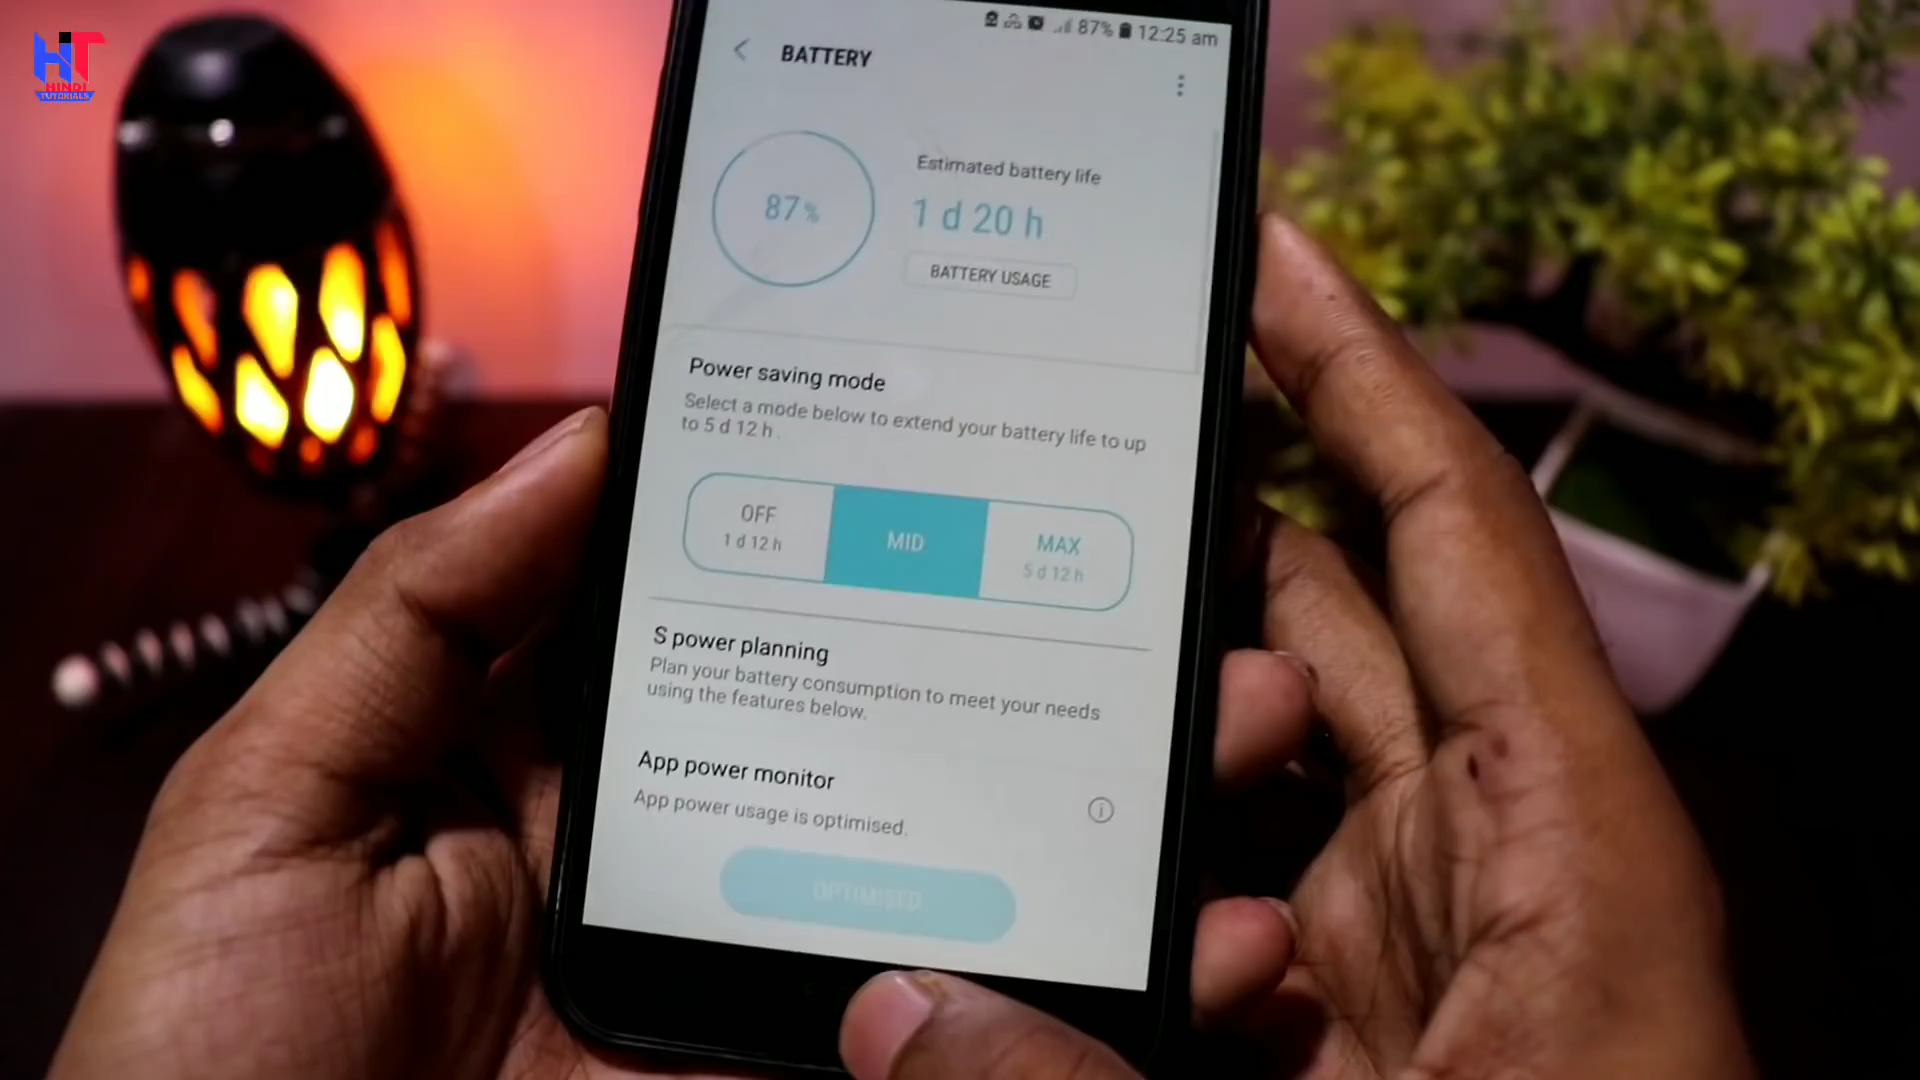 HT
HINDI
TUTORIALS
87% 12:25 am
BATTERY
87%
Estimated battery life
1 d 20 h
BATTERY USAGE
Power saving mode
Select a mode below to extend your battery life to up
to 5 d 12 h.
OFF
1 d 12 h
MID
MAX
5 d 12 h
S power planning
Plan your battery consumption to meet your needs
using the features below.
App power monitor
App power usage is optimised.
OPTIMISED